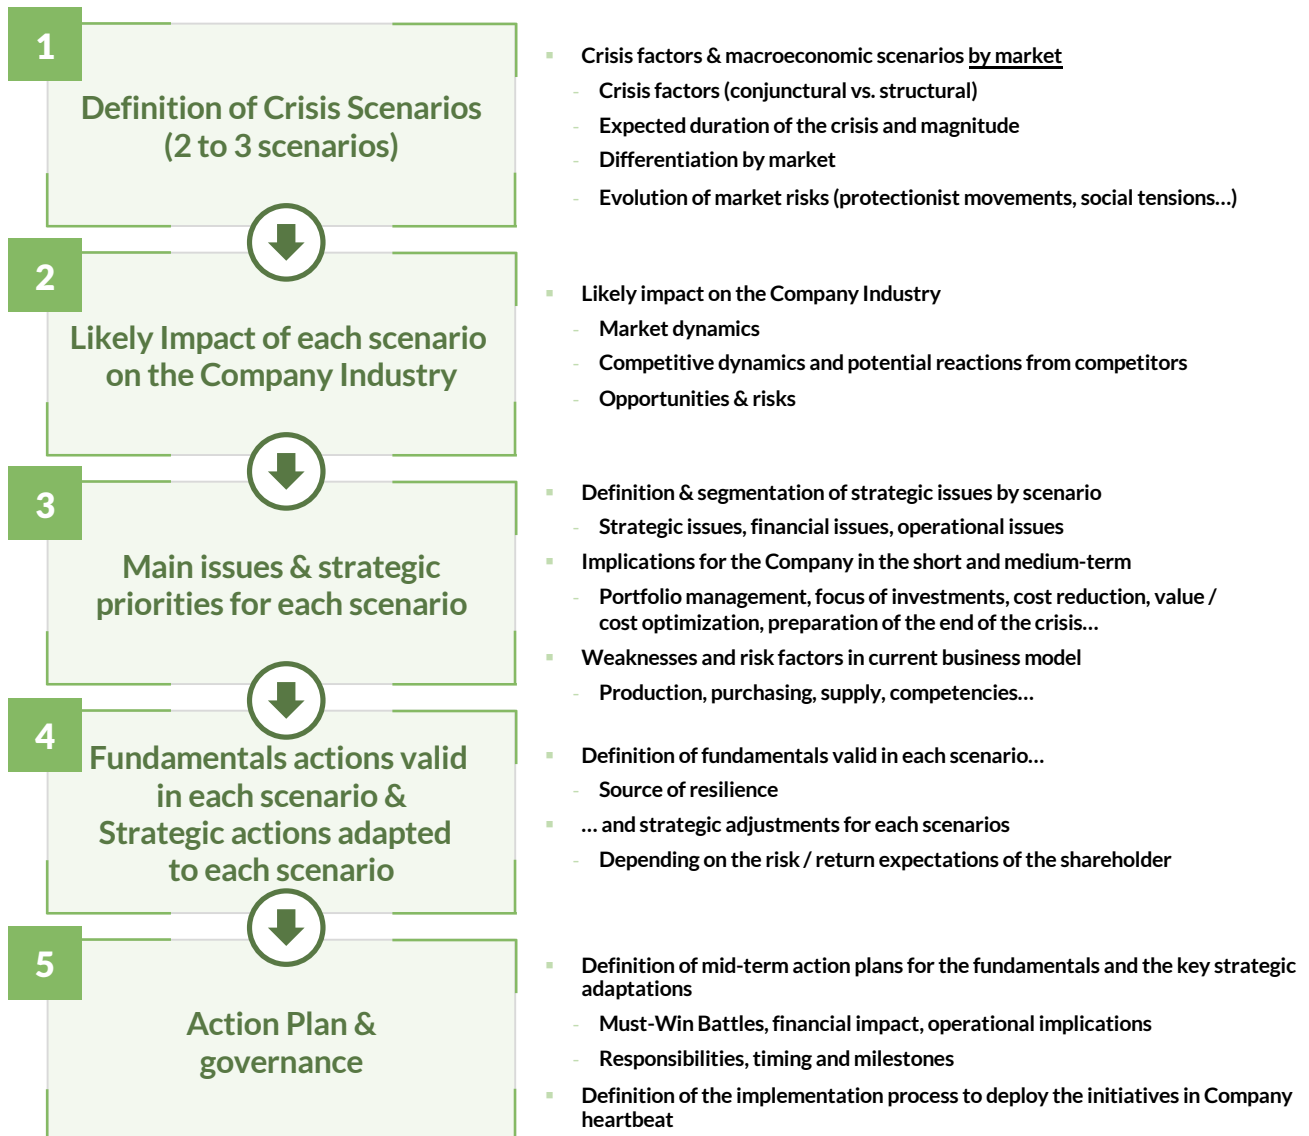 1
Definition of Crisis Scenarios
(2 to 3 scenarios)
▪ Crisis factors & macroeconomic scenarios by market
- Crisis factors (conjunctural vs. structural)
- Expected duration of the crisis and magnitude
- Differentiation by market
- Evolution of market risks (protectionist movements, social tensions…)
2
Likely Impact of each scenario
on the Company Industry
▪ Likely impact on the Company Industry
- Market dynamics
- Competitive dynamics and potential reactions from competitors
- Opportunities & risks
3
Main issues & strategic
priorities for each scenario
▪ Definition & segmentation of strategic issues by scenario
- Strategic issues, financial issues, operational issues
▪ Implications for the Company in the short and medium-term
- Portfolio management, focus of investments, cost reduction, value /
cost optimization, preparation of the end of the crisis…
▪ Weaknesses and risk factors in current business model
- Production, purchasing, supply, competencies…
4
Fundamentals actions valid
in each scenario &
Strategic actions adapted
to each scenario
▪ Definition of fundamentals valid in each scenario…
- Source of resilience
▪ … and strategic adjustments for each scenarios
- Depending on the risk / return expectations of the shareholder
5
Action Plan &
governance
▪ Definition of mid-term action plans for the fundamentals and the key strategic
adaptations
- Must-Win Battles, financial impact, operational implications
- Responsibilities, timing and milestones
▪ Definition of the implementation process to deploy the initiatives in Company
heartbeat